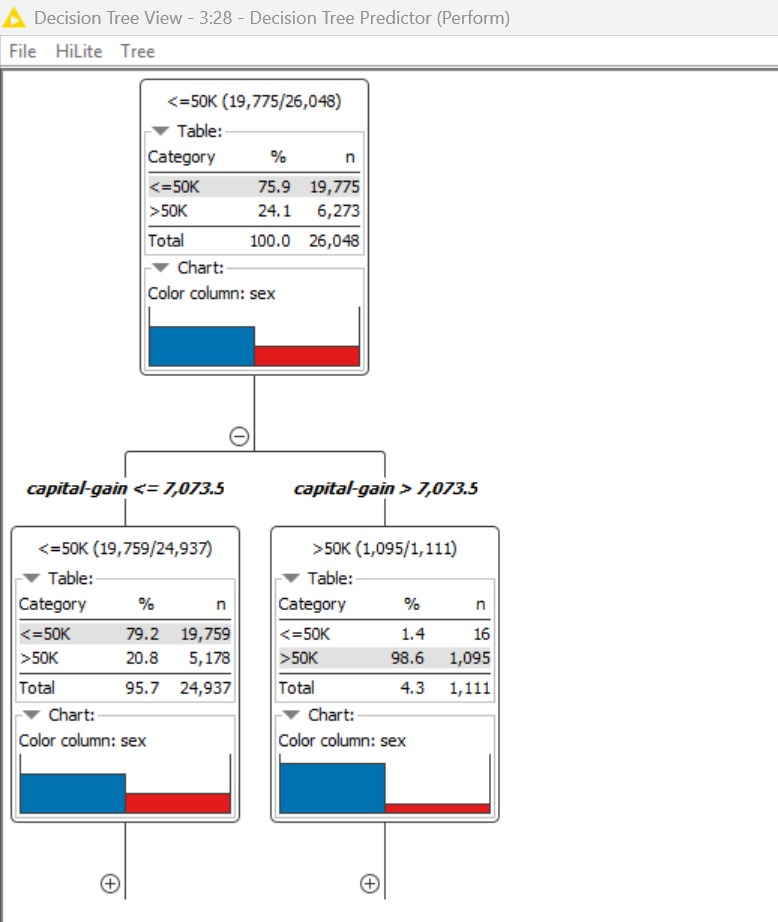 Decision Tree View - 3:28 - Decision Tree Predictor (Perform)
File HiLite Tree
<=50K (19,775/26,048)
Table:
Category % n
<=50K 75.9 19,775
>50K 24.1 6,273
Total 100.0 26,048
Chart:
Color column: sex
capital-gain <= 7,073.5
<=50K (19,759/24,937)
Table:
Category % n
<=50K 79.2 19,759
>50K 20.8 5,178
Total 95.7 24,937
Chart:
Color column: sex
capital-gain > 7,073.5
>50K (1,095/1,111)
Table:
Category % n
<=50K 1.4 16
>50K 98.6 1,095
Total 4.3 1,111
Chart:
Color column: sex